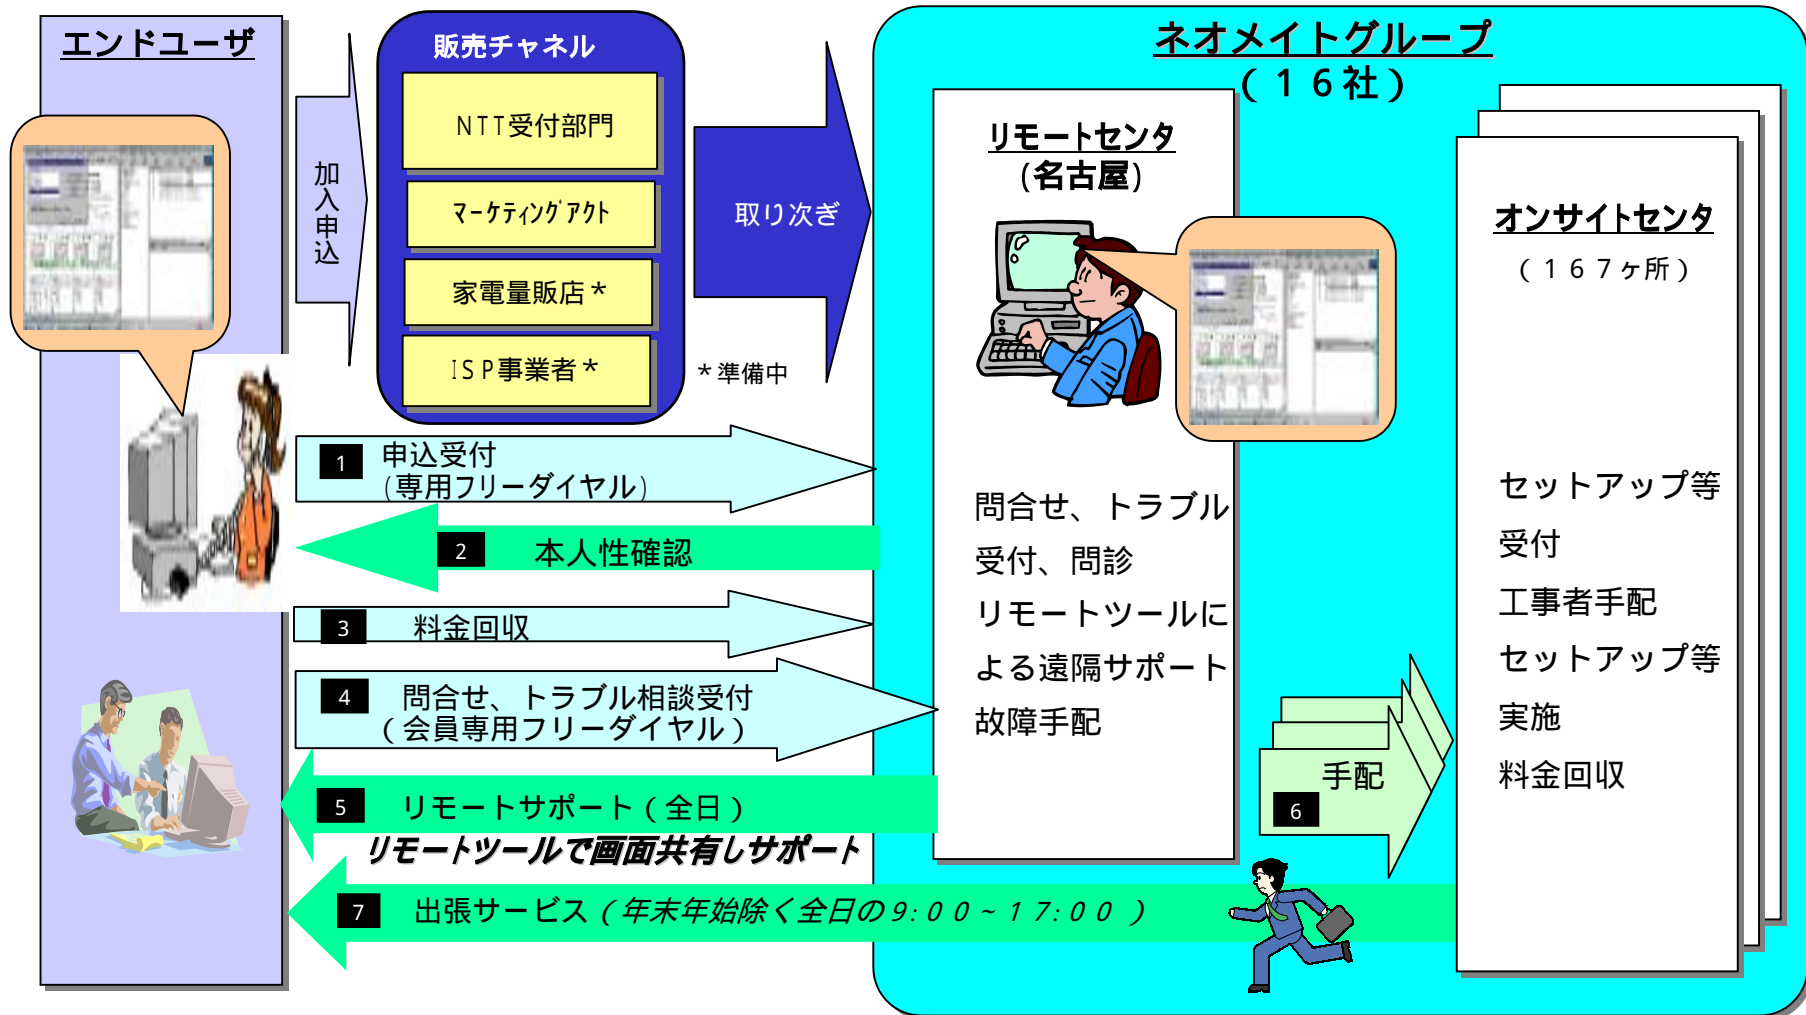 エンドユーザ
加入申込
販売チャネル
NTT受付部門
マーケティングアクト
家電量販店*
ISP事業者*
*準備中
取り次ぎ
ネオメイトグループ
(16社)
リモートセンタ
(名古屋)
問合せ、トラブル
受付、問診
リモートツールに
よる遠隔サポート
故障手配
オンサイトセンタ
(167ヶ所)
セットアップ等
受付
工事者手配
セットアップ等
実施
料金回収
1 申込受付
(専用フリーダイヤル)
2 本人性確認
3 料金回収
4 問合せ、トラブル相談受付
(会員専用フリーダイヤル)
5 リモートサポート(全日)
リモートツールで画面共有しサポート
手配
6
7 出張サービス(年末年始除く全日の9:00~17:00)